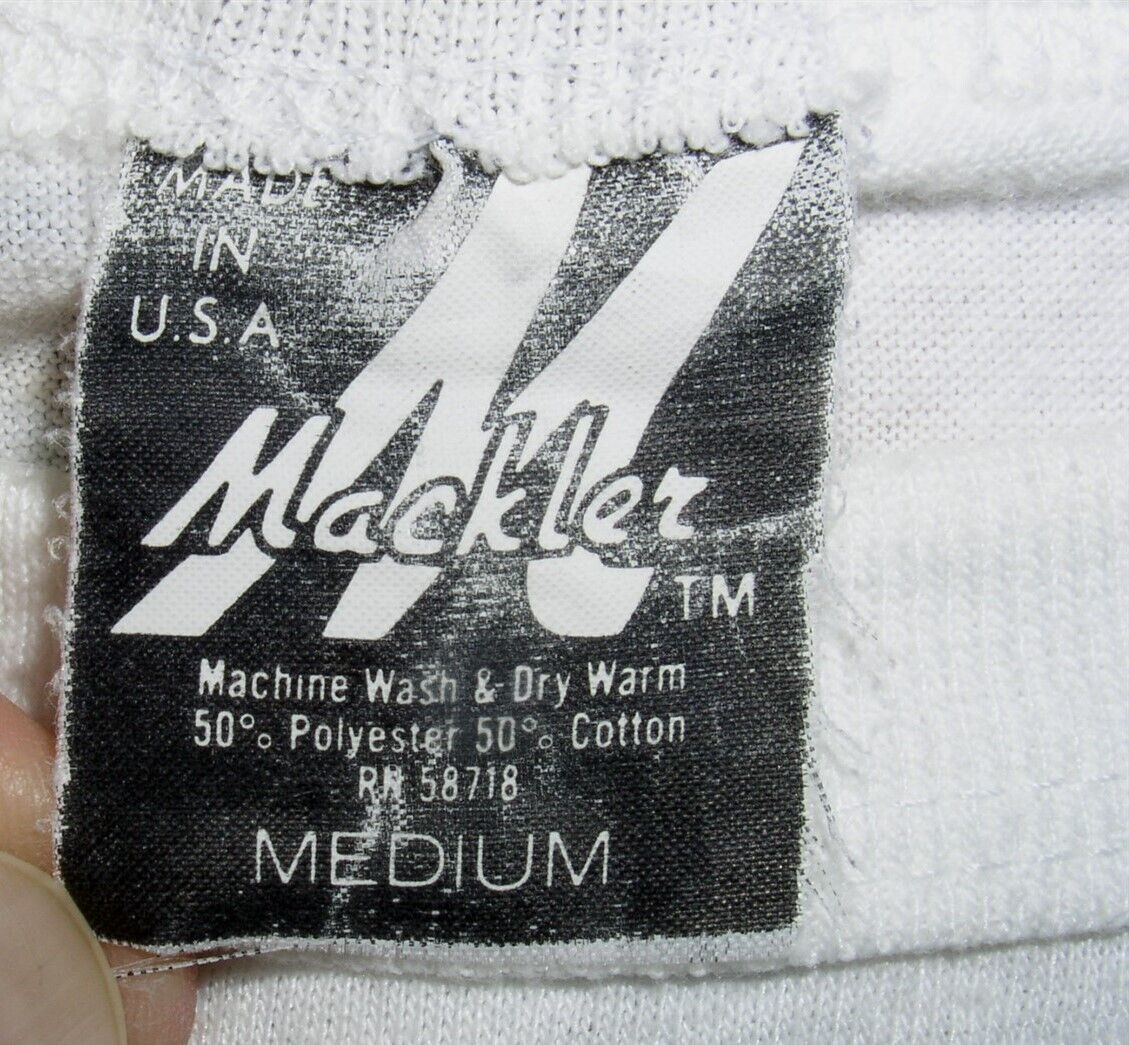 MADE
IN
U.S.A
Mackler
TM
Machine Wash & Dry Warm
50% Polyester 50% Cotton
RN 58718
MEDIUM